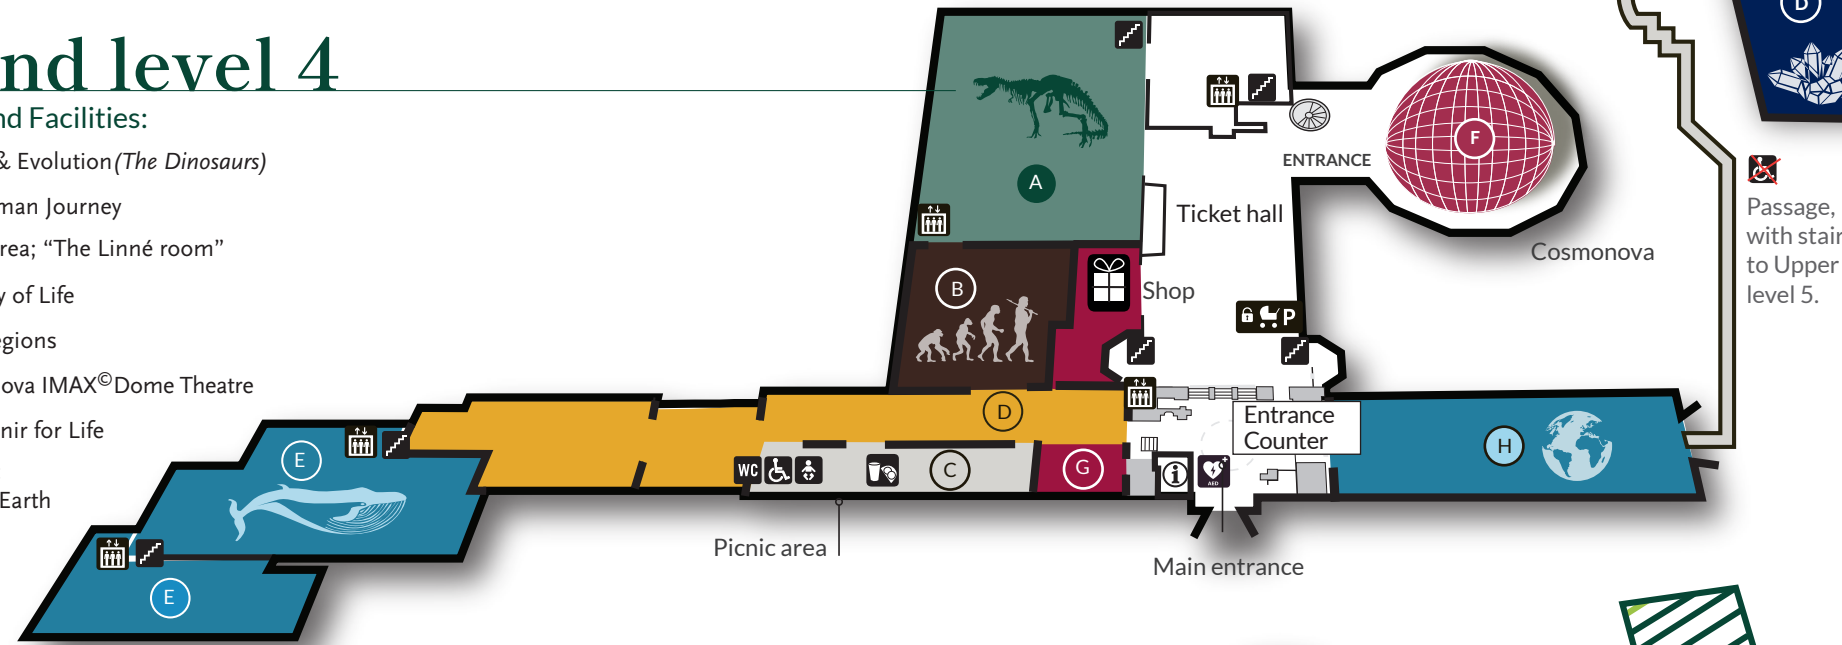 nd level 4
nd Facilities:
& Evolution (The Dinosaurs)
man Journey
rea; “The Linné room”
y of Life
egions
ova IMAX©Dome Theatre
nir for Life
Earth
A
B
Shop
Ticket hall
ENTRANCE
F
Cosmonova
D
Passage,
with stair
to Upper
level 5.
P
D
Entrance
Counter
H
E
WC
C
G
i
AED
E
Picnic area
Main entrance